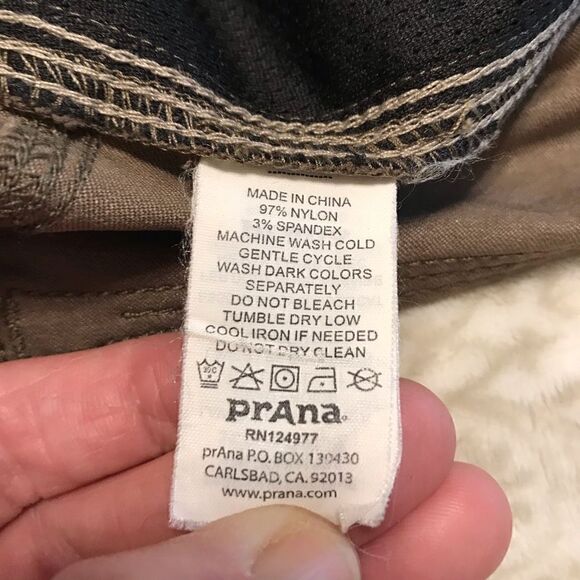 MADE IN CHINA
97% NYLON
3% SPANDEX
MACHINE WASH COLD
GENTLE CYCLE
WASH DARK COLORS
SEPARATELY
DO NOT BLEACH
TUMBLE DRY LOW
COOL IRON IF NEEDED
DO NOT DRY CLEAN
30C
prAna
RN124977
prAna P.O. BOX 130430
CARLSBAD, CA. 92013
www.prana.com